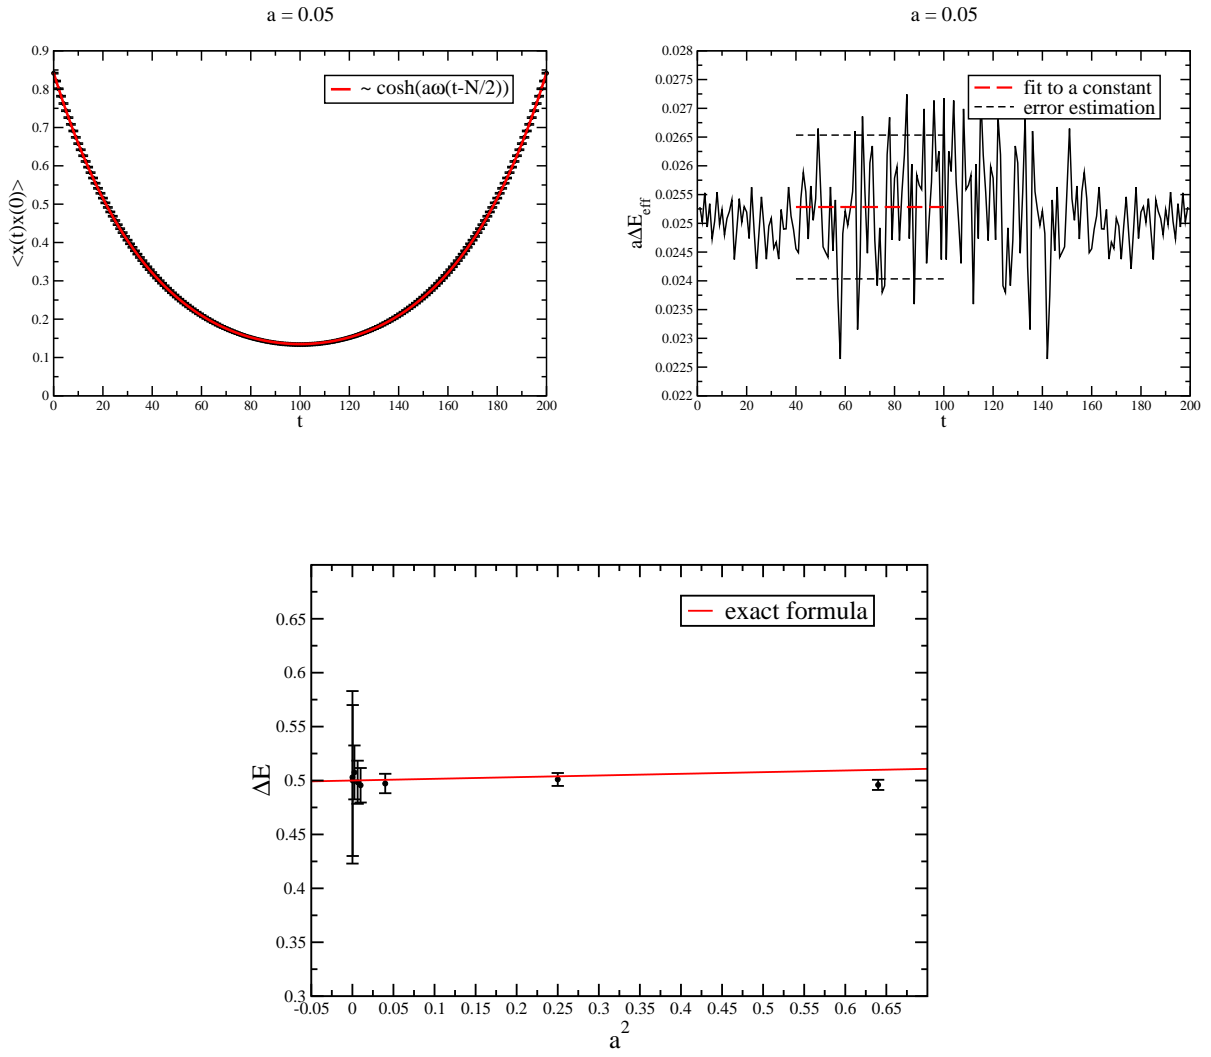 a = 0.05
0.9
0.8
0.7
0.6
0.5
0.4
0.3
0.2
0.1
0
<x(t)x(0)>
~ cosh(aω(t-N/2))
0 20 40 60 80 100 120 140 160 180 200
t
a = 0.05
0.028
0.0275
0.027
0.0265
0.026
0.0255
0.025
0.0245
0.024
0.0235
0.023
0.0225
0.022
aΔE_eff
fit to a constant
error estimation
0 20 40 60 80 100 120 140 160 180 200
t
0.65
0.6
0.55
0.5
0.45
0.4
0.35
0.3
ΔE
exact formula
-0.05 0 0.05 0.1 0.15 0.2 0.25 0.3 0.35 0.4 0.45 0.5 0.55 0.6 0.65
a^2